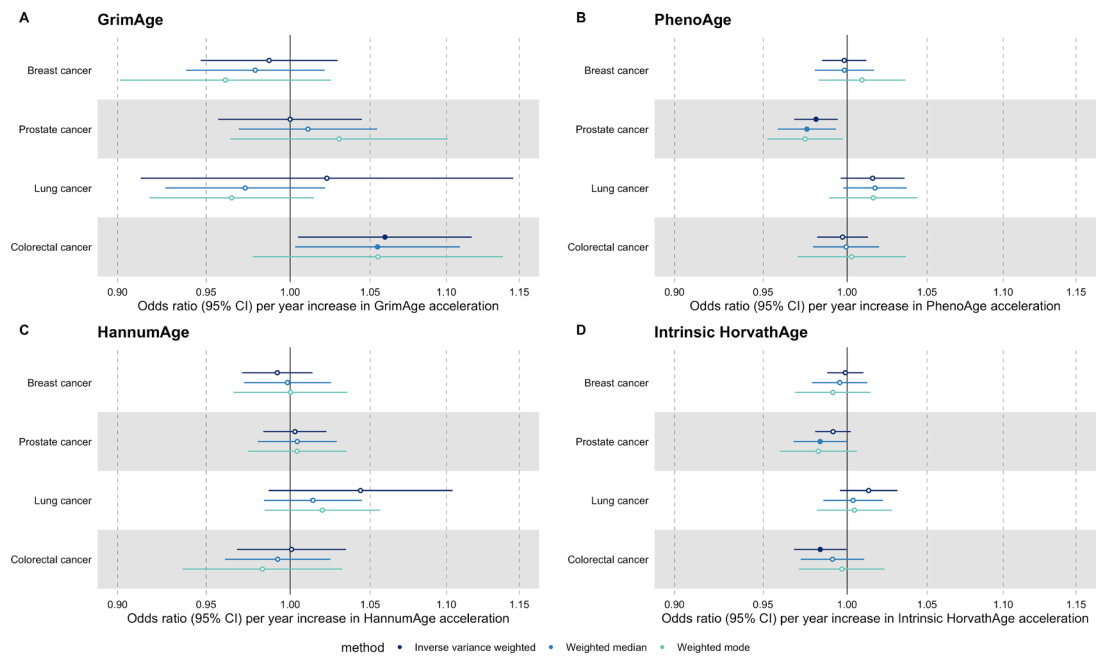 A
GrimAge
Breast cancer
Prostate cancer
Lung cancer
Colorectal cancer
0.90 0.95 1.00 1.05 1.10 1.15
Odds ratio (95% CI) per year increase in GrimAge acceleration
B
PhenoAge
Breast cancer
Prostate cancer
Lung cancer
Colorectal cancer
0.90 0.95 1.00 1.05 1.10 1.15
Odds ratio (95% CI) per year increase in PhenoAge acceleration
C
HannumAge
Breast cancer
Prostate cancer
Lung cancer
Colorectal cancer
0.90 0.95 1.00 1.05 1.10 1.15
Odds ratio (95% CI) per year increase in HannumAge acceleration
D
Intrinsic HorvathAge
Breast cancer
Prostate cancer
Lung cancer
Colorectal cancer
0.90 0.95 1.00 1.05 1.10 1.15
Odds ratio (95% CI) per year increase in Intrinsic HorvathAge acceleration
method Inverse variance weighted Weighted median Weighted mode